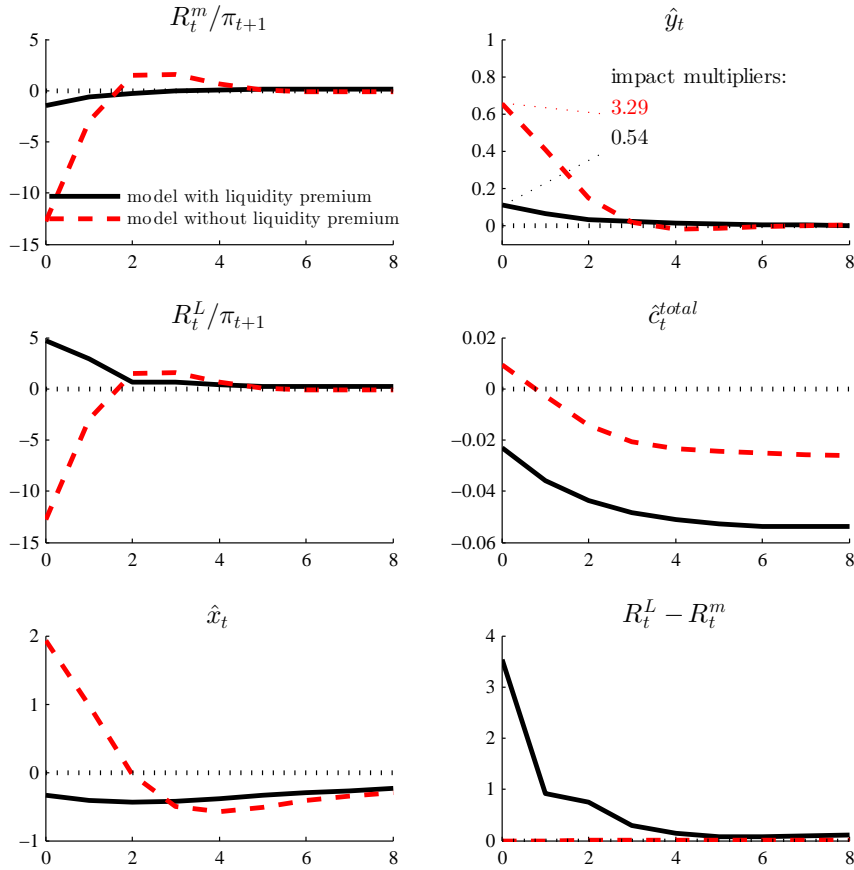 R_t^m/π_{t+1}
5
0
−5
−10
−15
model with liquidity premium
model without liquidity premium
0 2 4 6 8
ŷ_t
1
0.8
0.6
0.4
0.2
0
impact multipliers:
3.29
0.54
0 2 4 6 8
R_t^L/π_{t+1}
5
0
−5
−10
−15
0 2 4 6 8
ĉ_t^{total}
0.02
0
−0.02
−0.04
−0.06
0 2 4 6 8
x̂_t
2
1
0
−1
0 2 4 6 8
R_t^L − R_t^m
4
3
2
1
0
0 2 4 6 8